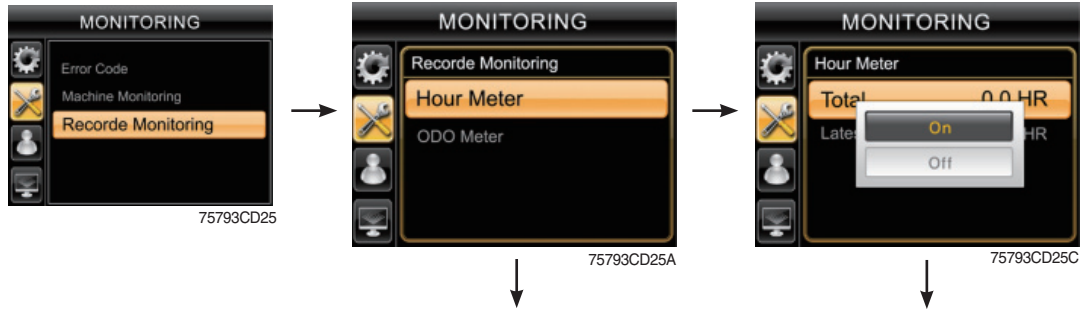 MONITORING
Error Code
Machine Monitoring
Recorde Monitoring
75793CD25
MONITORING
Recorde Monitoring
Hour Meter
ODO Meter
75793CD25A
MONITORING
Hour Meter
Total 0.0 HR
HR
On
Off
75793CD25C